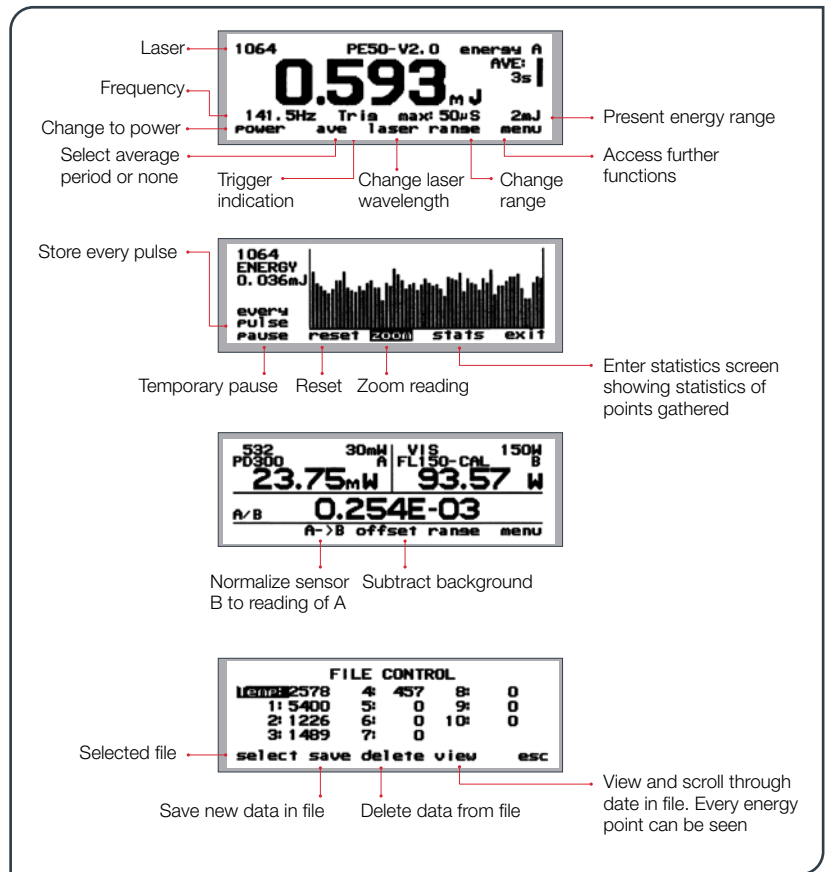 Laser
Frequency
Change to power
Select average
period or none
Trigger
indication
Change laser
wavelength
Change
range
Access further
functions
Present energy range
1064 PE50-V2.0 energy A
AVE:
3s
0.593 mJ
141.5Hz Trig max: 50µS 2mJ
Power ave laser range menu
Store every pulse
1064
ENERGY
0.036mJ
every
pulse
pause reset zoom stats exit
Temporary pause Reset Zoom reading
Enter statistics screen
showing statistics of
points gathered
532 30mW VIS 150W
PD300 A FL150-CAL B
23.75mW 93.57 W
A/B 0.254E-03
A->B offset range menu
Normalize sensor
B to reading of A
Subtract background
FILE CONTROL
2578 4: 457 8: 0
1: 5400 5: 0 9: 0
2: 1226 6: 0 10: 0
3: 1489 7: 0
select save delete view esc
Selected file
Save new data in file Delete data from file
View and scroll through
date in file. Every energy
point can be seen